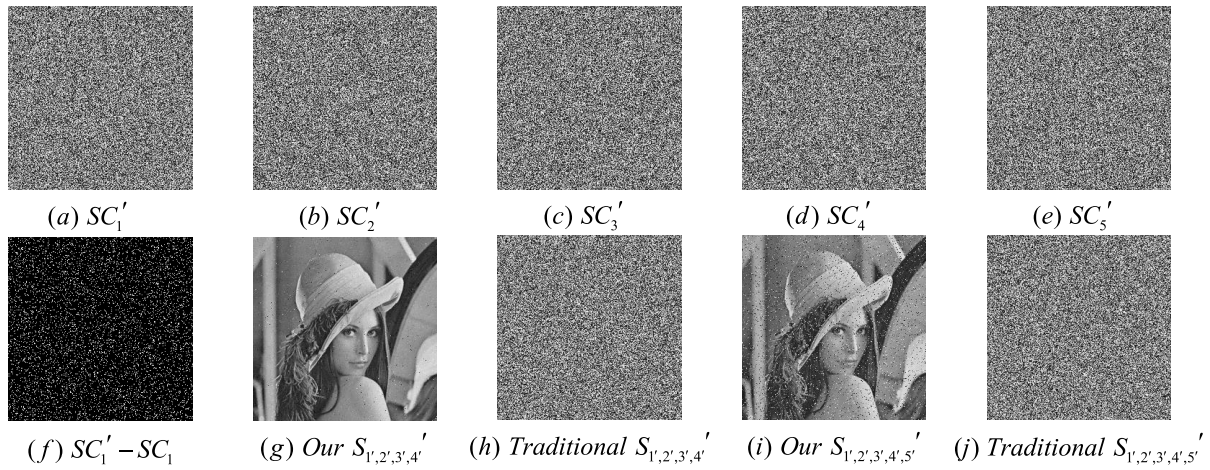 (a) SC₁′
(b) SC₂′
(c) SC₃′
(d) SC₄′
(e) SC₅′
(f) SC₁′ − SC₁
(g) Our S₁′,₂′,₃′,₄′′
(h) Traditional S₁′,₂′,₃′,₄′′
(i) Our S₁′,₂′,₃′,₄′,₅′′
(j) Traditional S₁′,₂′,₃′,₄′,₅′′